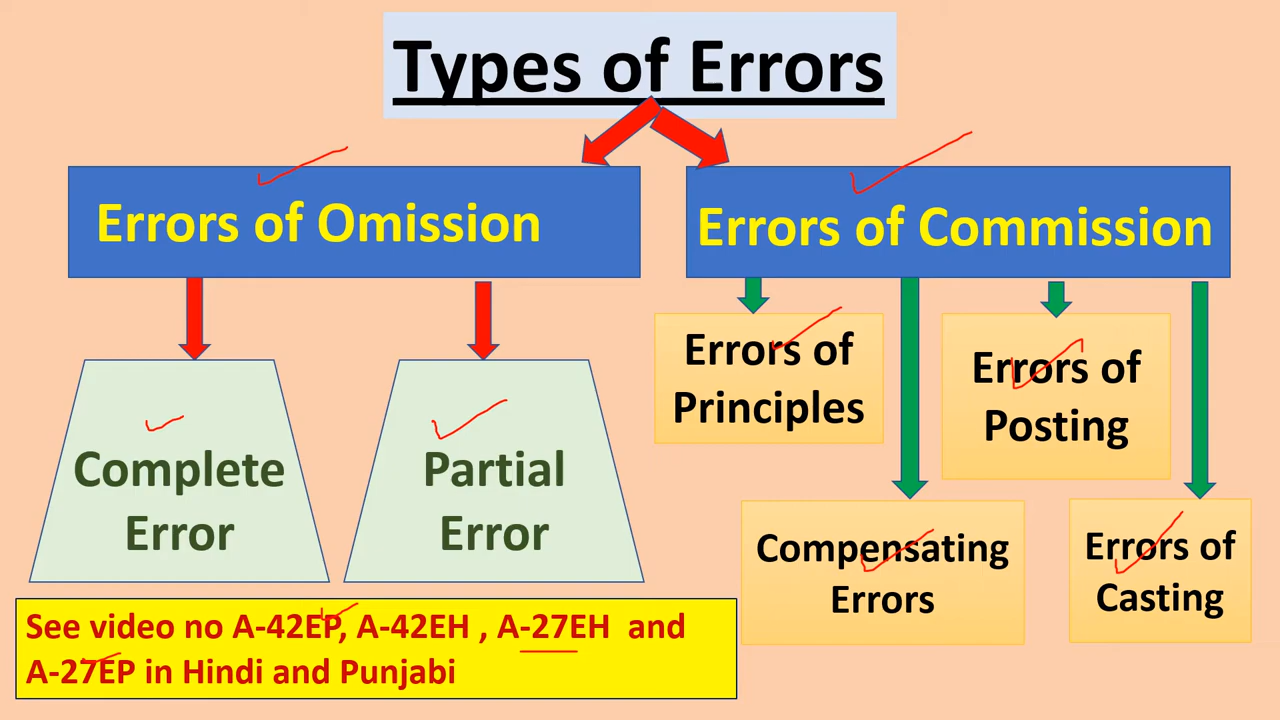 Types of Errors
Errors of Omission
Errors of Commission
Complete
Error
Partial
Error
Errors of
Principles
Errors of
Posting
Compensating
Errors
Errors of
Casting
See video no A-42EP, A-42EH , A-27EH and
A-27EP in Hindi and Punjabi